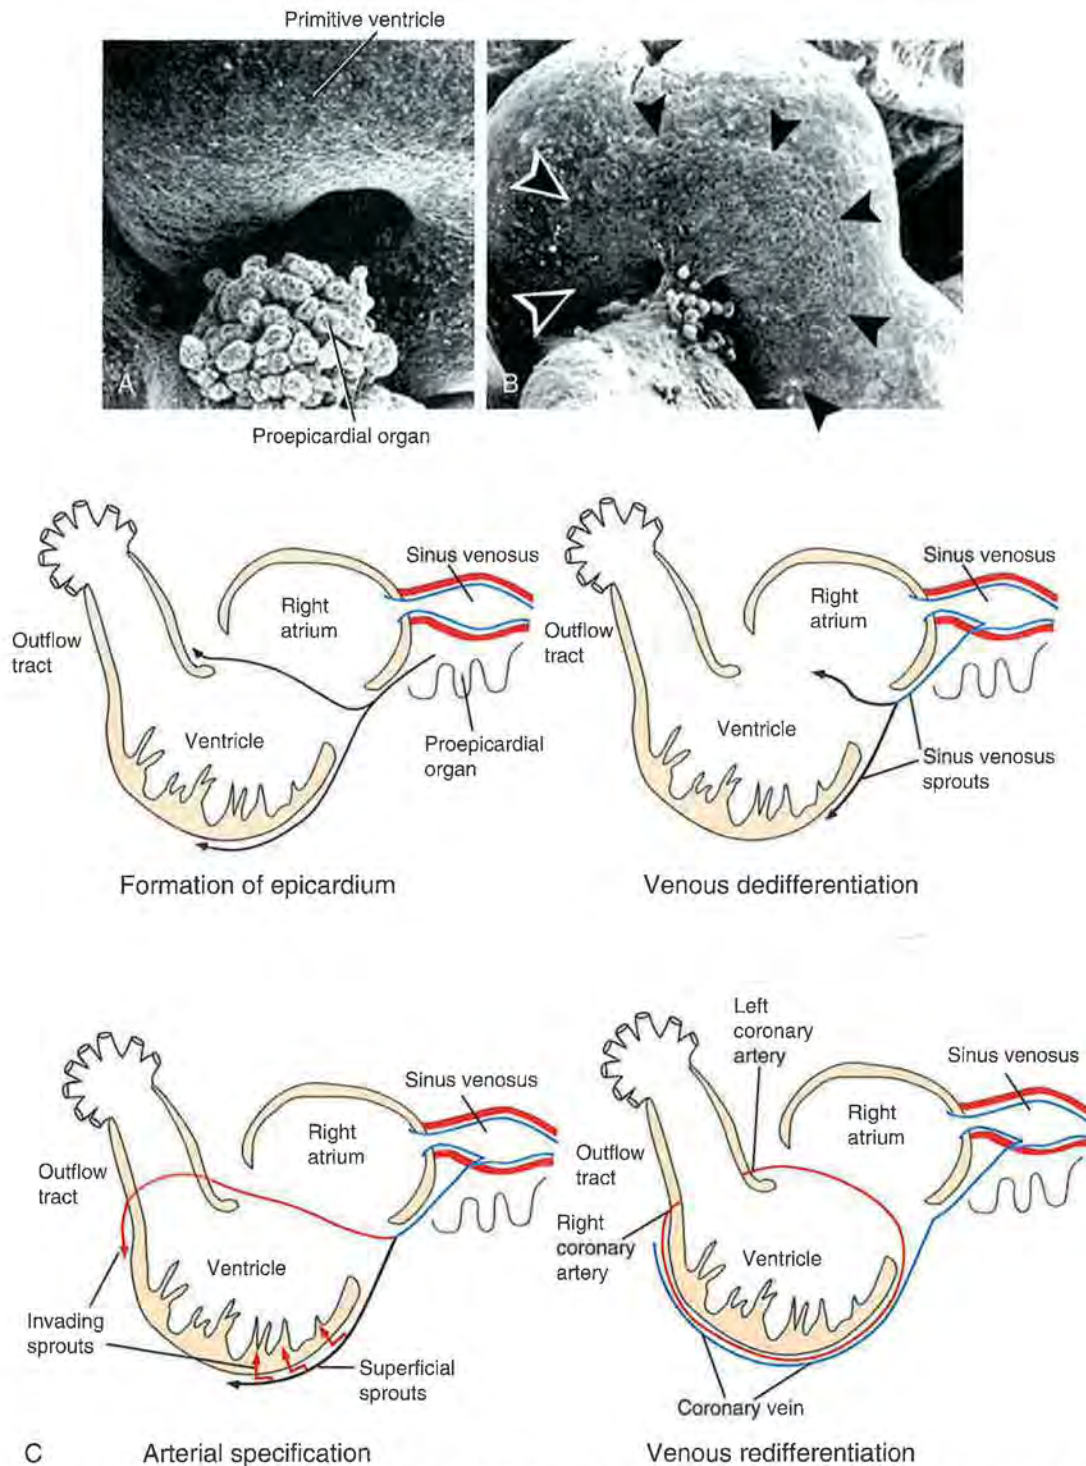 Primitive ventricle
A
B
Proepicardial organ
Sinus venosus
Right
atrium
Outflow
tract
Ventricle
Proepicardial
organ
Formation of epicardium
Sinus venosus
Right
atrium
Outflow
tract
Ventricle
Sinus venosus
sprouts
Venous dedifferentiation
Sinus venosus
Right
atrium
Outflow
tract
Ventricle
Invading
sprouts
Superficial
sprouts
C
Arterial specification
Left
coronary
artery
Sinus venosus
Right
atrium
Outflow
tract
Right
coronary
artery
Ventricle
Coronary vein
Venous redifferentiation